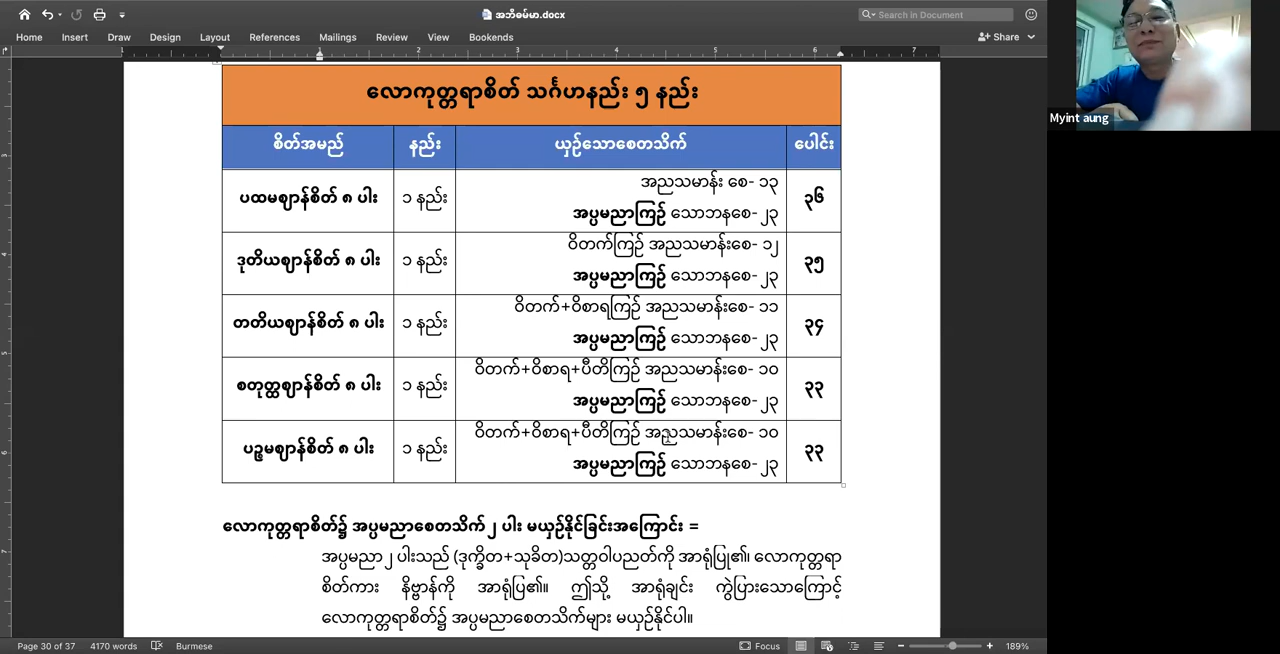 အဘိဓမ်မာ.docx
Search in Document
Home Insert Draw Design Layout References Mailings Review View Bookends Share
1 1 2 3 4 5 6 7
လောကုတ္တရာစိတ် သင်္ဂဟနည်း ၅ နည်း
စိတ်အမည် နည်း ယှဉ်သောစေတသိက် ပေါင်း
ပထမဈာန်စိတ် ၈ ပါး ၁ နည်း အညသမာန်း စေ- ၁၃ ၃၆
အပ္ပမညာကြဉ် သောဘနစေ-၂၃
ဒုတိယဈာန်စိတ် ၈ ပါး ၁ နည်း ဝိတက်ကြဉ် အညသမာန်းစေ- ၁၂ ၃၅
အပ္ပမညာကြဉ် သောဘနစေ-၂၃
တတိယဈာန်စိတ် ၈ ပါး ၁ နည်း ဝိတက်+ဝိစာရကြဉ် အညသမာန်းစေ- ၁၁ ၃၄
အပ္ပမညာကြဉ် သောဘနစေ-၂၃
စတုတ္ထဈာန်စိတ် ၈ ပါး ၁ နည်း ဝိတက်+ဝိစာရ+ပီတိကြဉ် အညသမာန်းစေ- ၁၀ ၃၃
အပ္ပမညာကြဉ် သောဘနစေ-၂၃
ပဥ္စမဈာန်စိတ် ၈ ပါး ၁ နည်း ဝိတက်+ဝိစာရ+ပီတိကြဉ် အညသမာန်းစေ- ၁၀ ၃၃
အပ္ပမညာကြဉ် သောဘနစေ-၂၃
လောကုတ္တရာစိတ်၌ အပ္ပမညာစေတသိက်၂ ပါး မယှဉ်နိုင်ခြင်းအကြောင်း =
အပ္ပမညာ၂ ပါးသည် (ဒုက္ခိတ+သုခိတ)သတ္တဝါပညတ်ကို အာရုံပြု၏၊ လောကုတ္တရာ
စိတ်ကား နိဗ္ဗာန်ကို အာရုံပြု၏။ ဤသို့ အာရုံချင်း ကွဲပြားသောကြောင့်
လောကုတ္တရာစိတ်၌ အပ္ပမညာစေတသိက်များ မယှဉ်နိုင်ပါ။
Page 30 of 37 4170 words Burmese Focus 189%
Myint aung